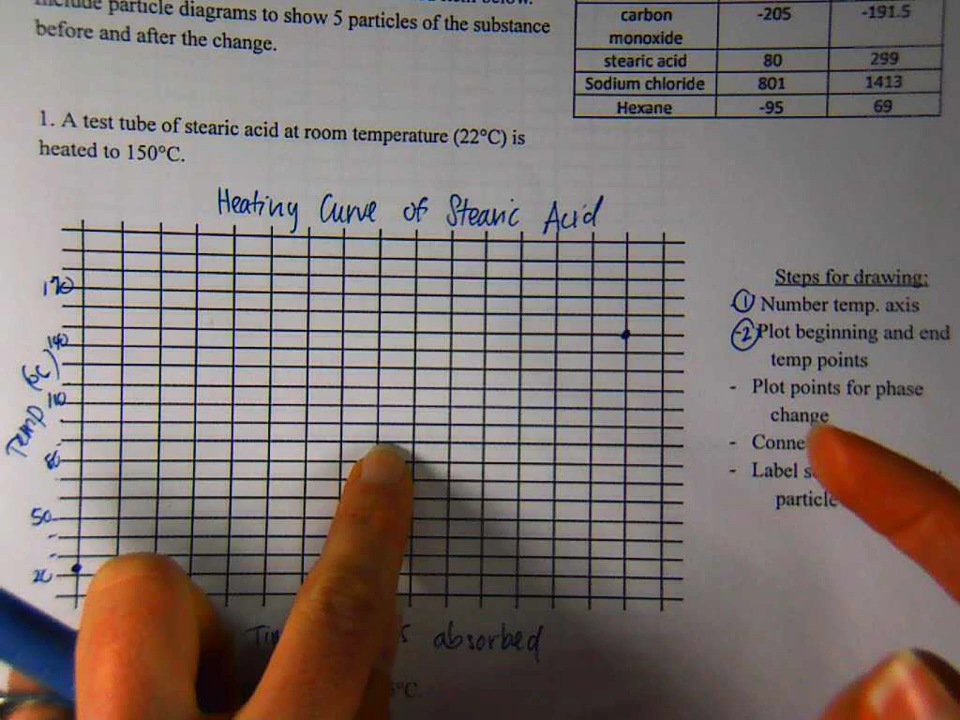 particle diagrams to show 5 particles of the substance
before and after the change.
carbon monoxide -205 -191.5
stearic acid 80 299
Sodium chloride 801 1413
Hexane -95 69
1. A test tube of stearic acid at room temperature (22°C) is
heated to 150°C.
Heating Curve of Stearic Acid
170
140
110
80
50
20
Temp (°C)
absorbed
Steps for drawing:
1 Number temp. axis
2 Plot beginning and end
temp points
- Plot points for phase
change
-
- Label
particle